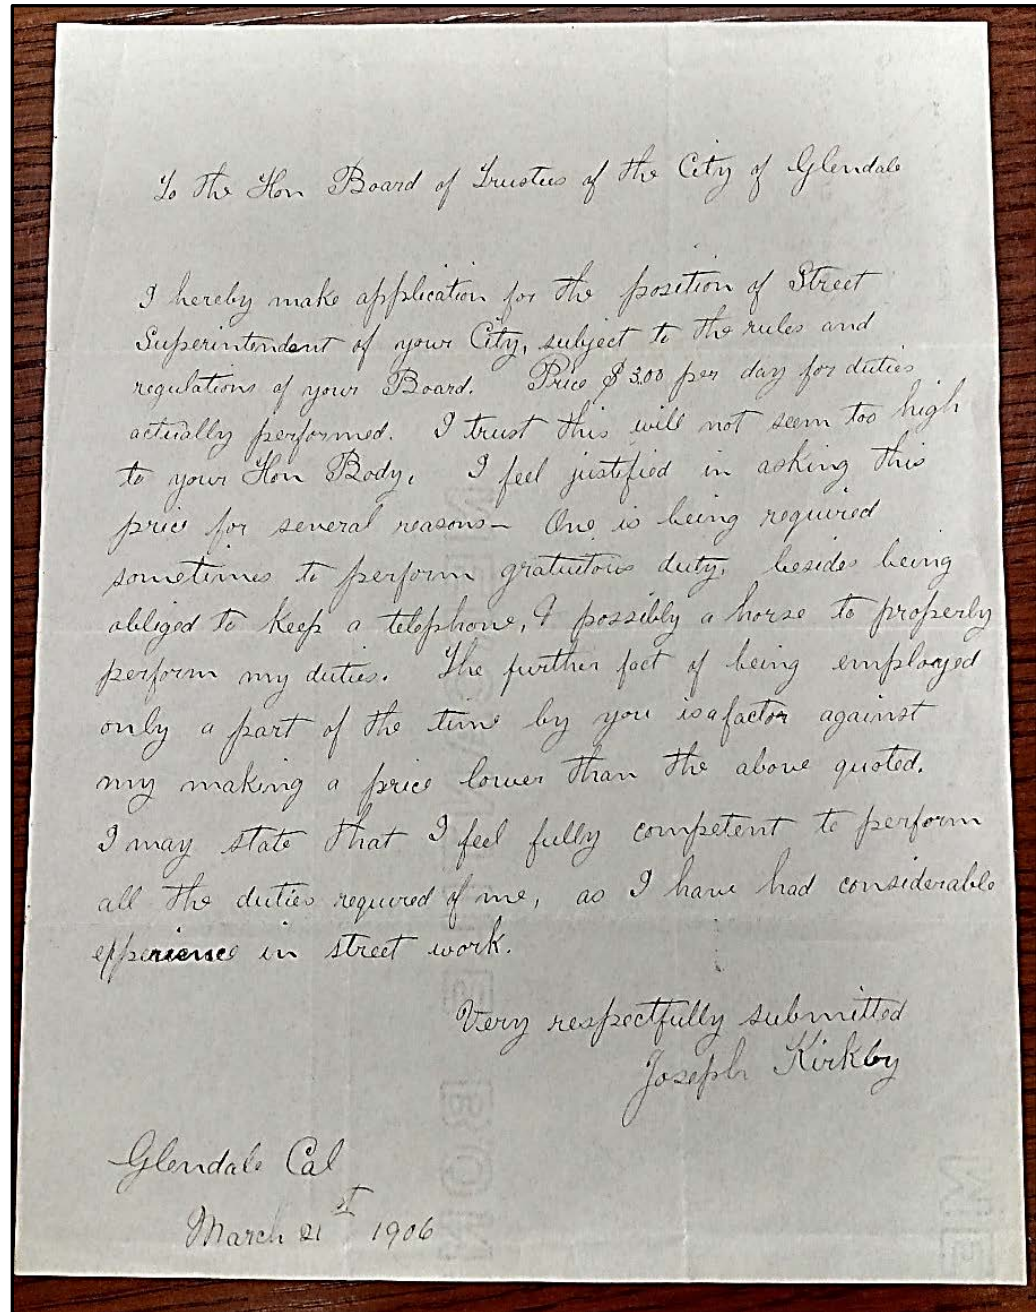 To the Hon Board of Trustees of the City of Glendale
I hereby make application for the position of Street
Superintendent of your City, subject to the rules and
regulations of your Board. Price $3.00 per day for duties
actually performed. I trust this will not seem too high
to your Hon Body. I feel justified in asking this
price for several reasons– One is being required
sometimes to perform gratuitous duty, besides being
obliged to keep a telephone, & possibly a horse to properly
perform my duties. The further fact of being employed
only a part of the time by you is a factor against
my making a price lower than the above quoted.
I may state that I feel fully competent to perform
all the duties required of me, as I have had considerable
experience in street work.
Very respectfully submitted
Joseph Kirkby
Glendale Cal
March 21st 1906